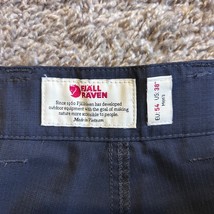 FJÄLL
RÄVEN
Since 1960 Fjällräven has developed
outdoor equipment with the goal of making
nature more accessible to people.
Made in Vietnam
EU: 54 US: 38"
MEN'S